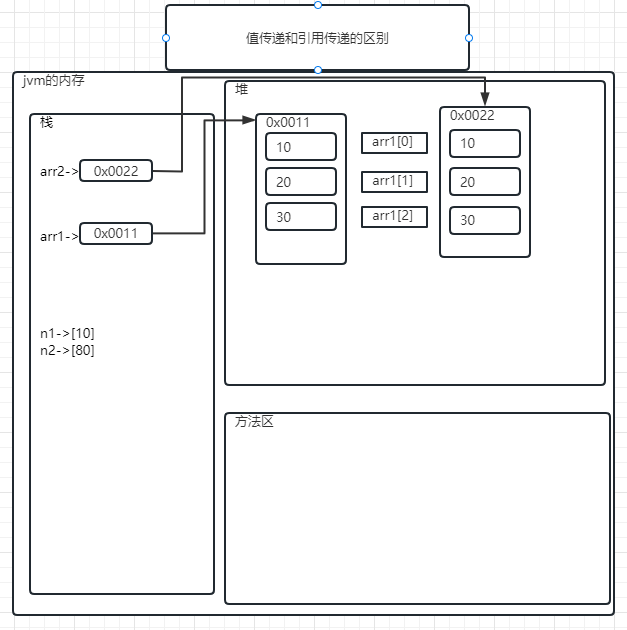 值传递和引用传递的区别
jvm的内存
栈
堆
arr2-> 0x0022
arr1-> 0x0011
n1->[10]
n2->[80]
0x0011
10
20
30
arr1[0]
arr1[1]
arr1[2]
0x0022
10
20
30
方法区